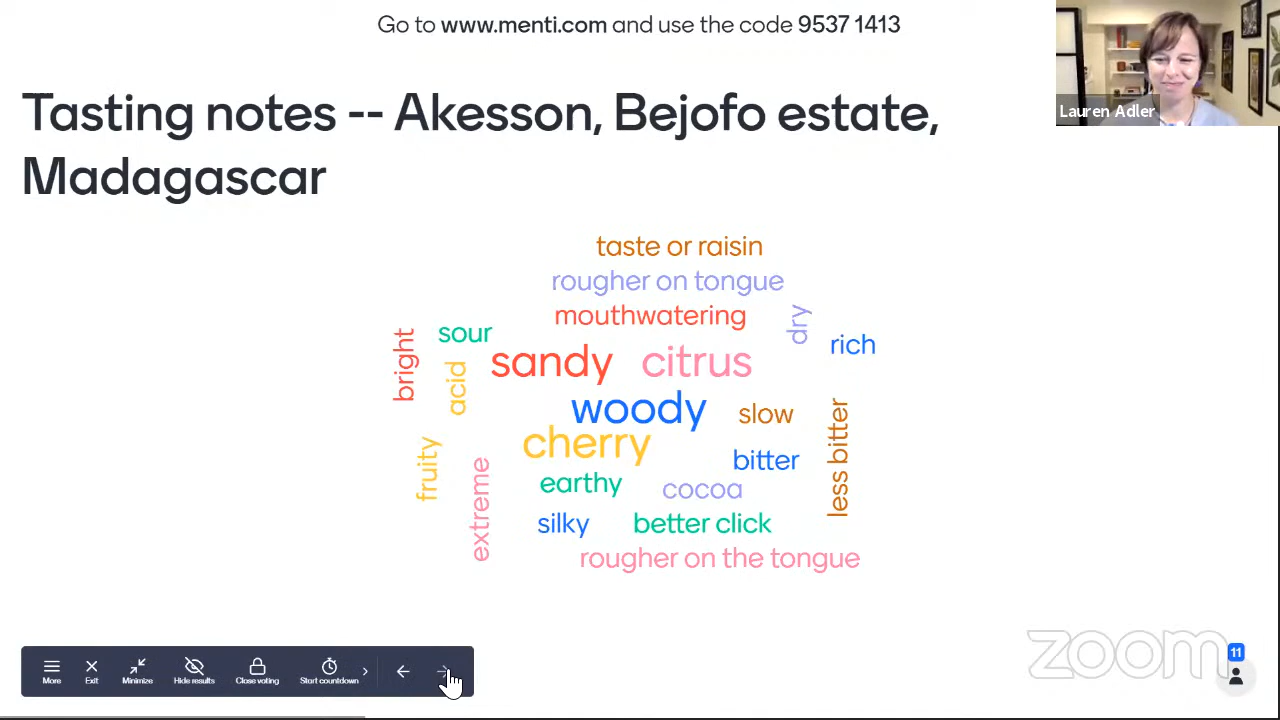 Go to www.menti.com and use the code 9537 1413
Lauren Adler
Tasting notes -- Akesson, Bejofo estate,
Madagascar
taste or raisin
rougher on tongue
mouthwatering
dry
bright
sour
rich
acid
sandy
citrus
woody
slow
less bitter
cherry
fruity
bitter
extreme
earthy
cocoa
silky
better click
rougher on the tongue
More
Exit
Minimize
Hide results
Close voting
Start countdown
zoom
11